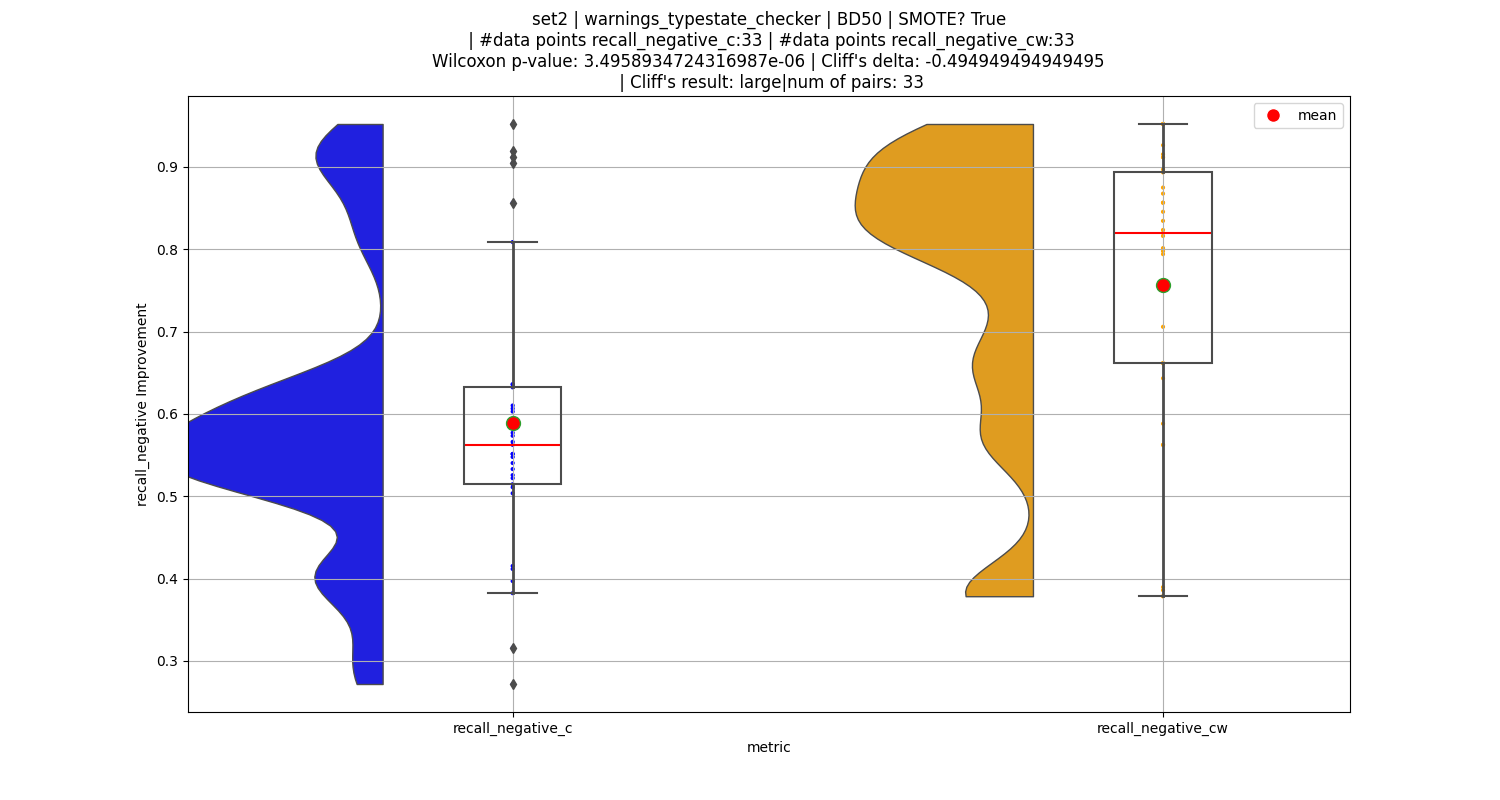 set2 | warnings_typestate_checker | BD50 | SMOTE? True
| #data points recall_negative_c:33 | #data points recall_negative_cw:33
Wilcoxon p-value: 3.4958934724316987e-06 | Cliff's delta: -0.494949494949495
| Cliff's result: large|num of pairs: 33
mean
0.9
0.8
0.7
0.6
0.5
0.4
0.3
recall_negative Improvement
recall_negative_c
recall_negative_cw
metric